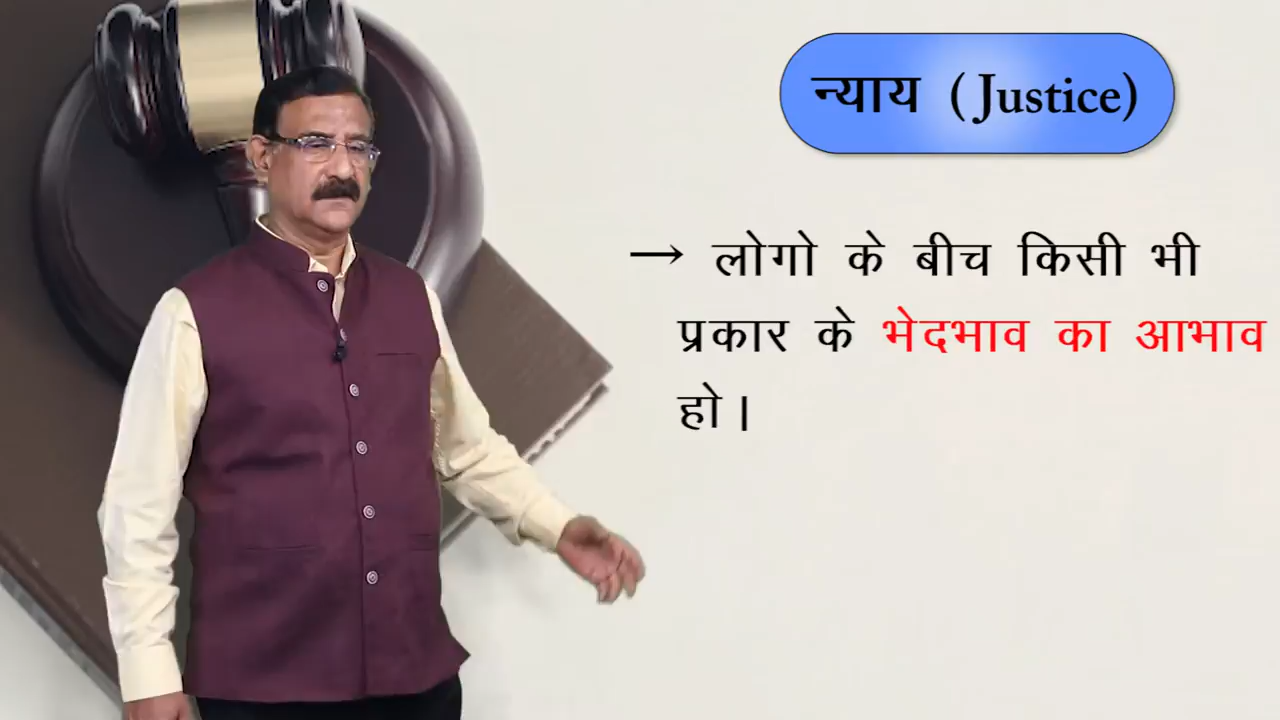 न्याय (Justice)
→ लोगो के बीच किसी भी
प्रकार के भेदभाव का आभाव
हो।